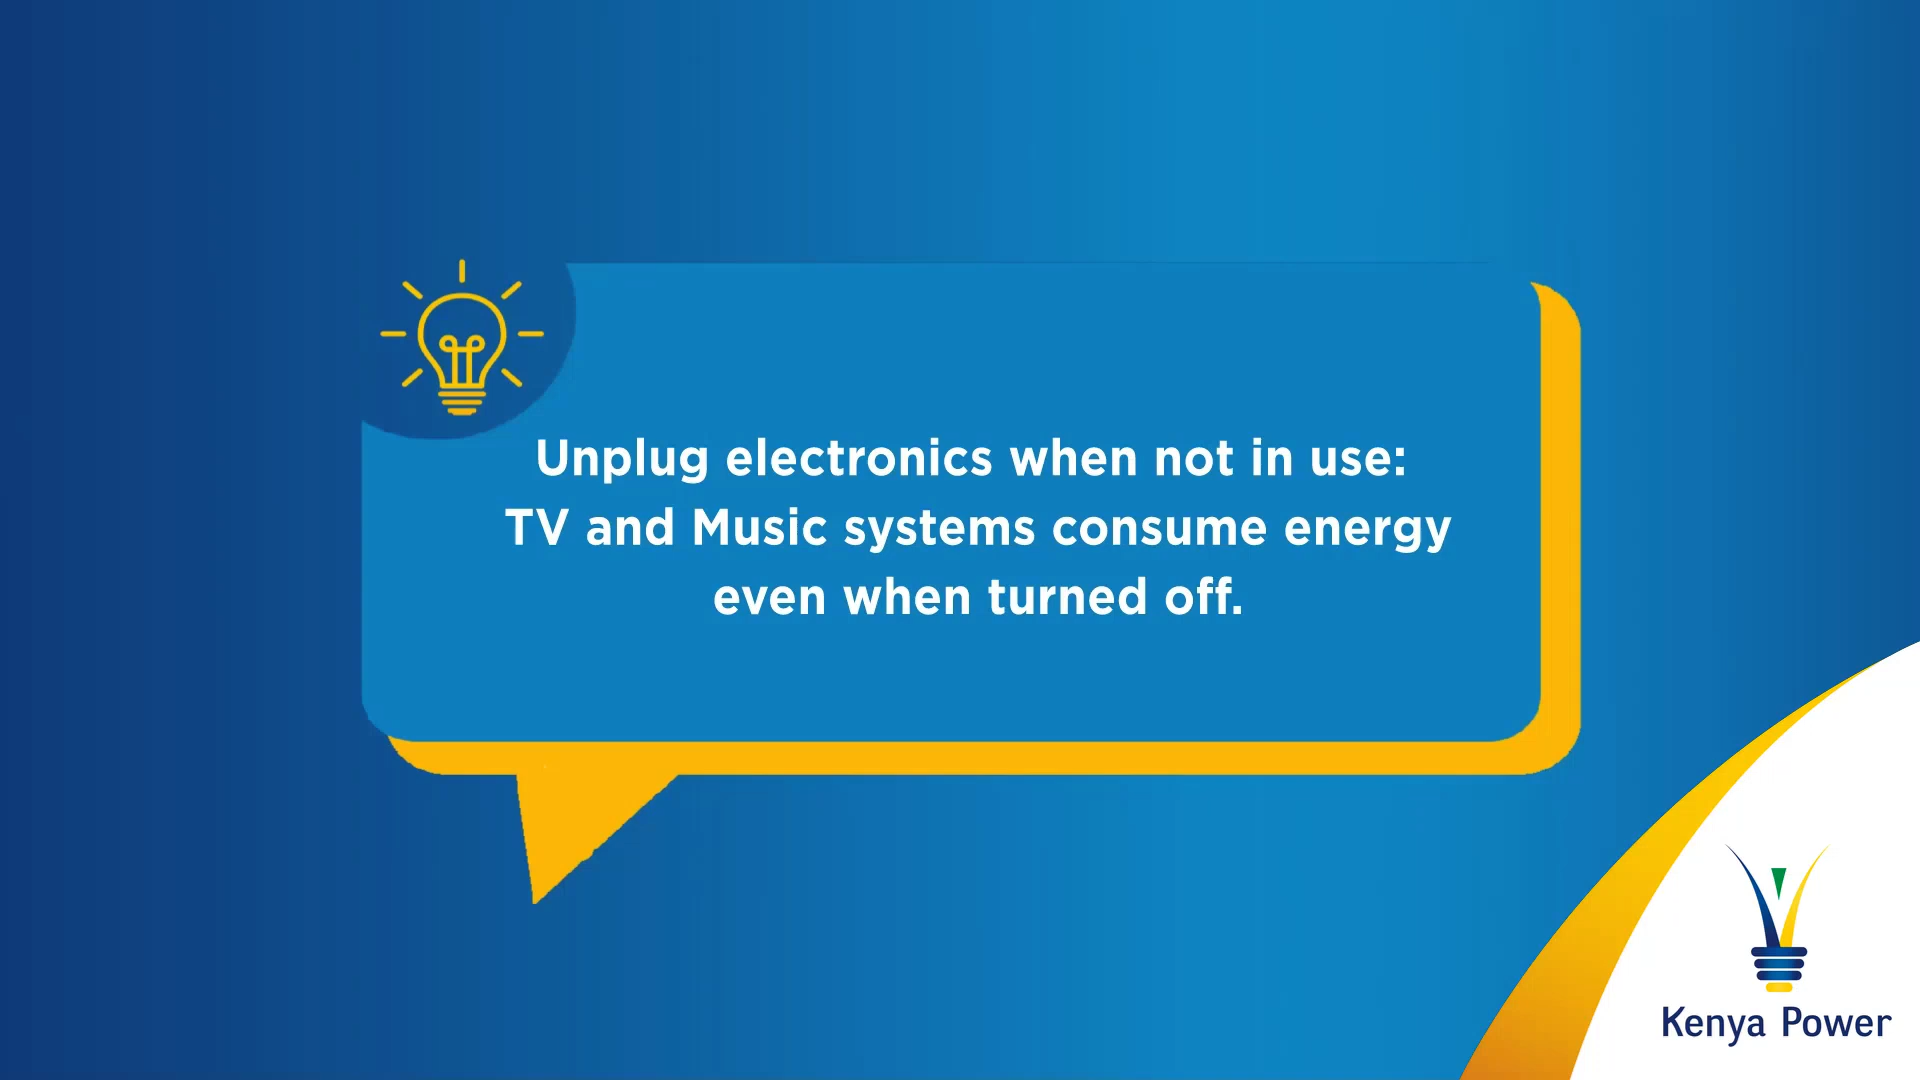 Unplug electronics when not in use:
TV and Music systems consume energy
even when turned off.
Kenya Power